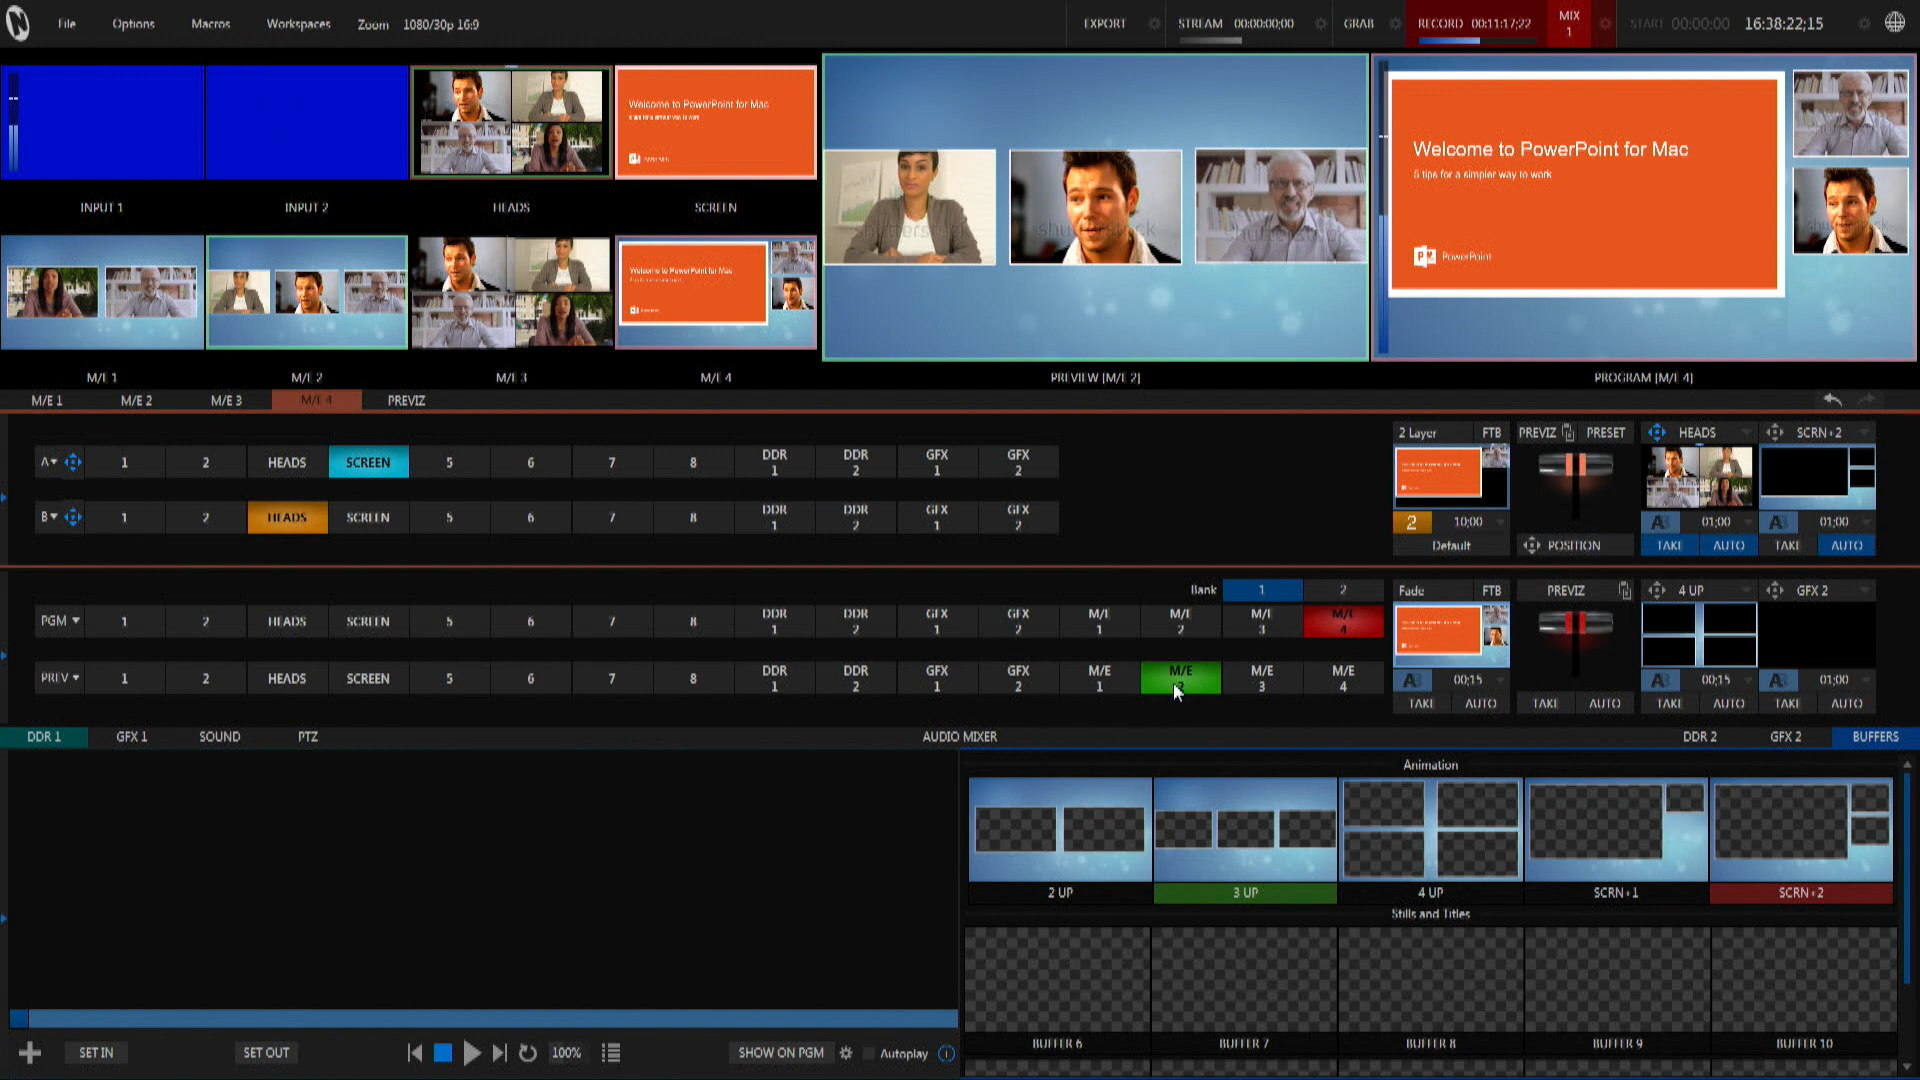 File Options Macros Workspaces Zoom 1080/30p 16:9
EXPORT STREAM 00:00:00;00 GRAB RECORD 00:11:17;22 MIX 1 START 00:00:00 16:38:22;15
Welcome to PowerPoint for Mac
INPUT 1 INPUT 2 HEADS SCREEN
Welcome to PowerPoint for Mac
M/E 1 M/E 2 M/E 3 M/E 4
shutterstock
Welcome to PowerPoint for Mac
5 tips for a simpler way to work
PowerPoint
PREVIEW [M/E 2] PROGRAM [M/E 4]
M/E 1 M/E 2 M/E 3 M/E 4 PREVIZ
A 1 2 HEADS SCREEN 5 6 7 8 DDR 1 DDR 2 GFX 1 GFX 2
B 1 2 HEADS SCREEN 5 6 7 8 DDR 1 DDR 2 GFX 1 GFX 2
2 Layer FTB PREVIZ PRESET HEADS SCRN+2
2 10;00 AB 01;00 AB 01;00
Default POSITION TAKE AUTO TAKE AUTO
Bank 1 2
PGM 1 2 HEADS SCREEN 5 6 7 8 DDR 1 DDR 2 GFX 1 GFX 2 M/E 1 M/E 2 M/E 3 M/E 4
PREV 1 2 HEADS SCREEN 5 6 7 8 DDR 1 DDR 2 GFX 1 GFX 2 M/E 1 M/E 2 M/E 3 M/E 4
Fade FTB PREVIZ 4 UP GFX 2
AB 00;15 AB 00;15 AB 01;00
TAKE AUTO TAKE AUTO TAKE AUTO TAKE AUTO
DDR 1 GFX 1 SOUND PTZ AUDIO MIXER DDR 2 GFX 2 BUFFERS
Animation
2 UP 3 UP 4 UP SCRN+1 SCRN+2
Stills and Titles
BUFFER 6 BUFFER 7 BUFFER 8 BUFFER 9 BUFFER 10
SET IN SET OUT 100% SHOW ON PGM Autoplay